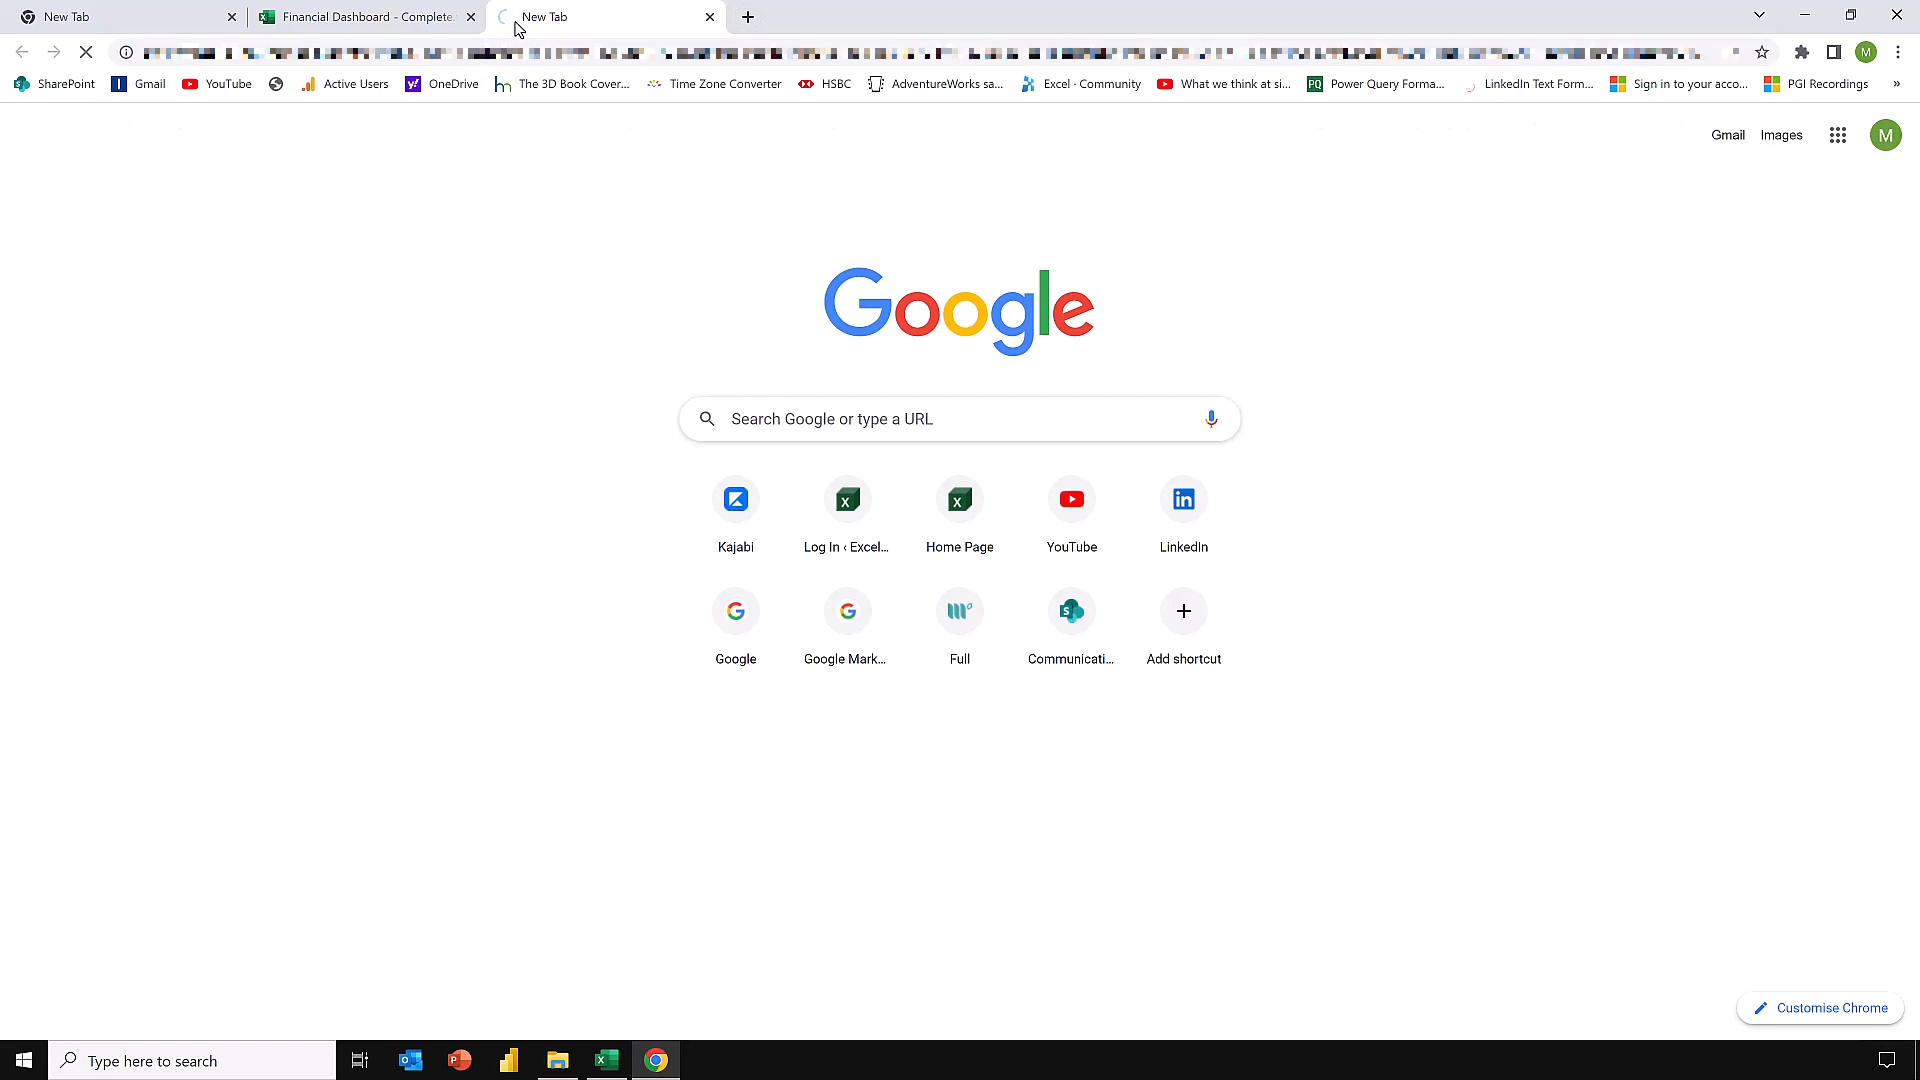 New Tab
Financial Dashboard - Complete.
New Tab
SharePoint
Gmail
YouTube
Active Users
OneDrive
The 3D Book Cover...
Time Zone Converter
HSBC
AdventureWorks sa...
Excel · Community
What we think at si...
Power Query Forma...
LinkedIn Text Form...
Sign in to your acco...
PGI Recordings
»
M
Gmail
Images
M
Google
Search Google or type a URL
Kajabi
Log In ‹ Excel...
Home Page
YouTube
LinkedIn
Google
Google Mark...
Full
Communicati...
Add shortcut
Customise Chrome
Type here to search